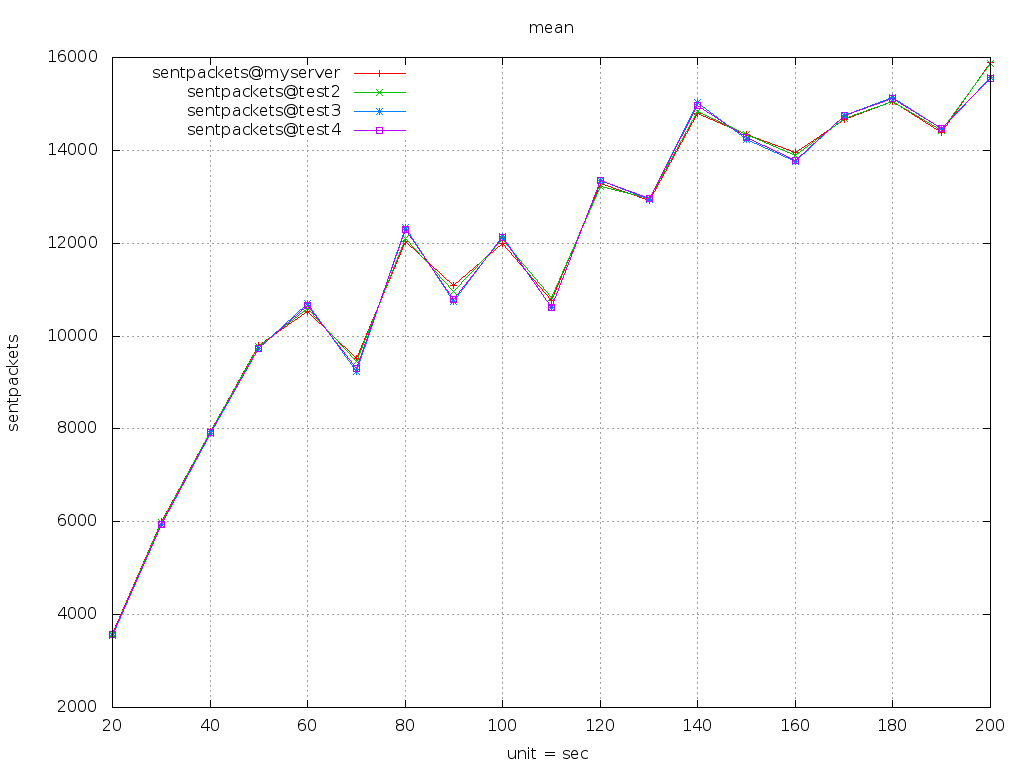 mean
16000
14000
12000
10000
8000
6000
4000
2000
sentpackets
sentpackets@myserver
sentpackets@test2
sentpackets@test3
sentpackets@test4
20 40 60 80 100 120 140 160 180 200
unit = sec